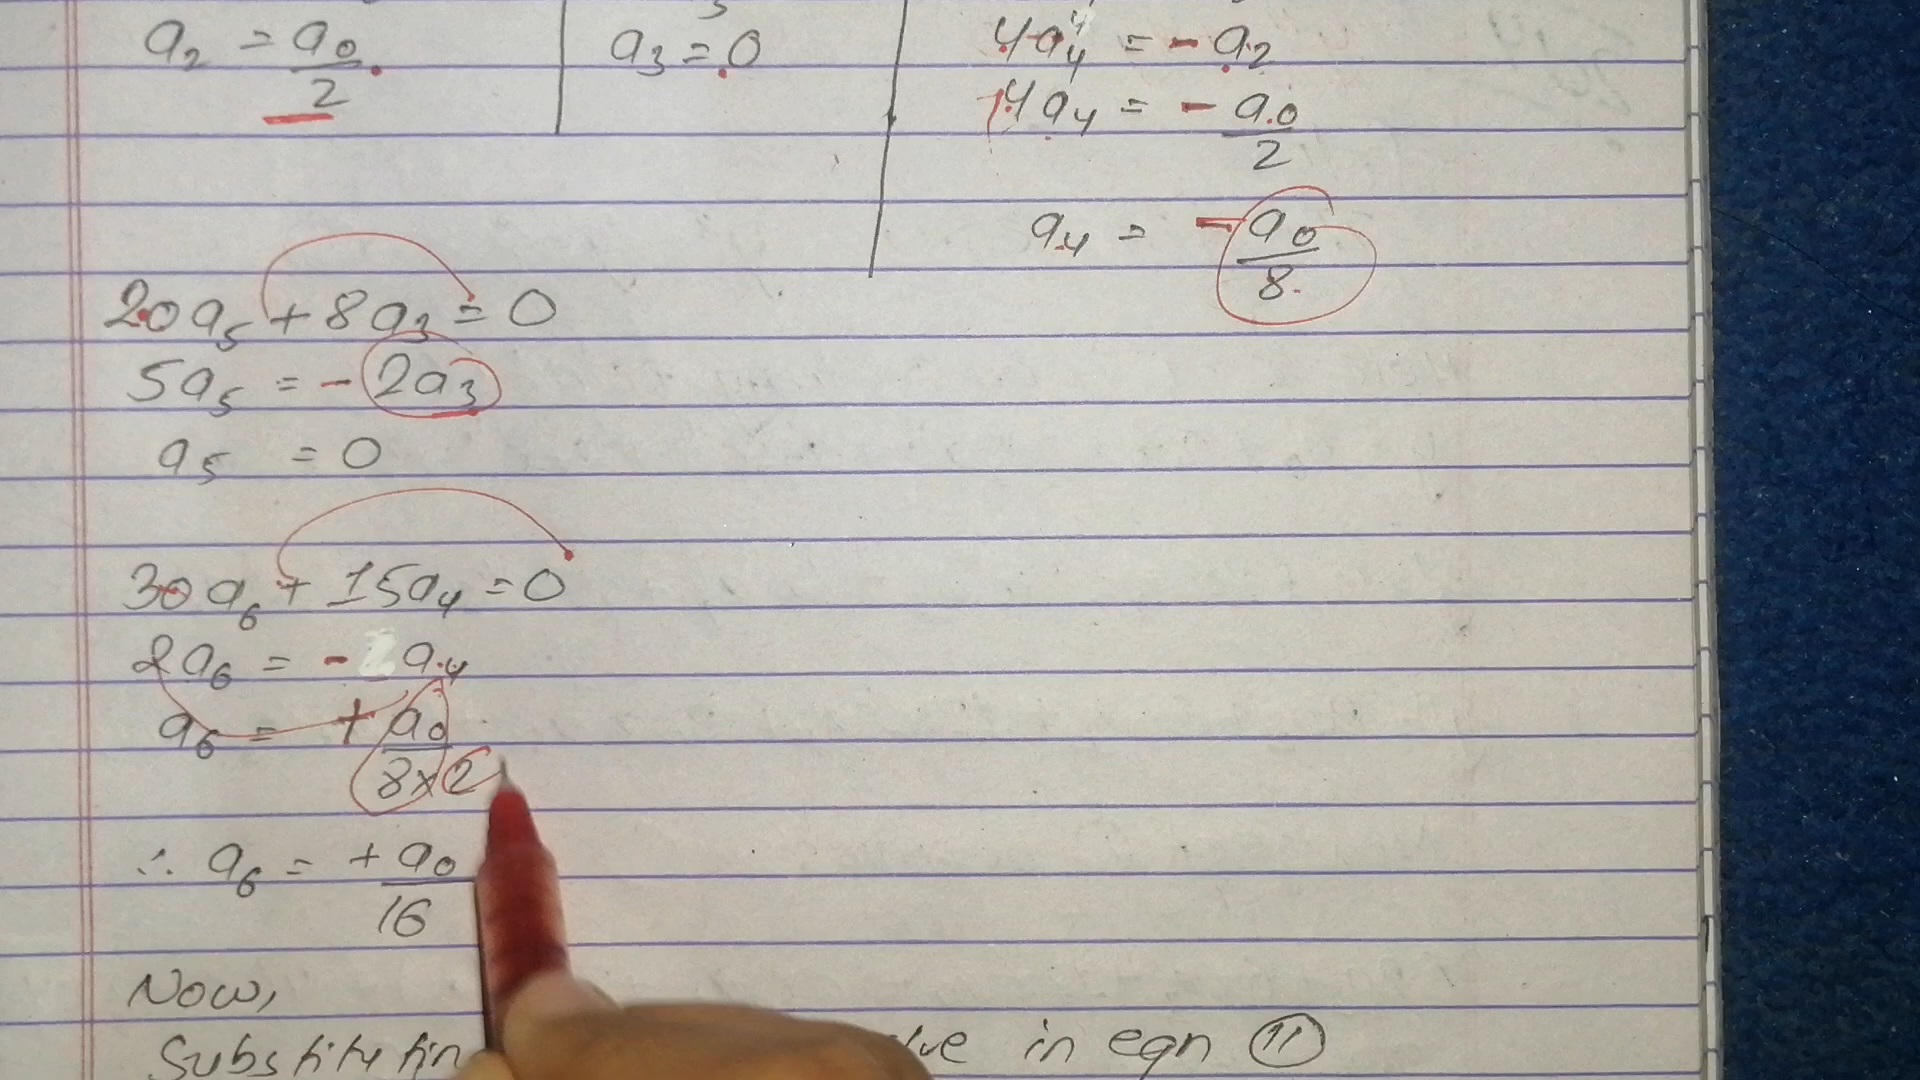 a₂ = a₀/2
a₃ = 0
4a₄ = - a₂
4a₄ = - a₀/2
a₄ = - a₀/8
20a₅ + 8a₃ = 0
5a₅ = - 2a₃
a₅ = 0
30a₆ + 15a₄ = 0
2a₆ = - a₄
a₆ = + a₀/8×2
∴ a₆ = + a₀/16
Now,
in eqn ⑪